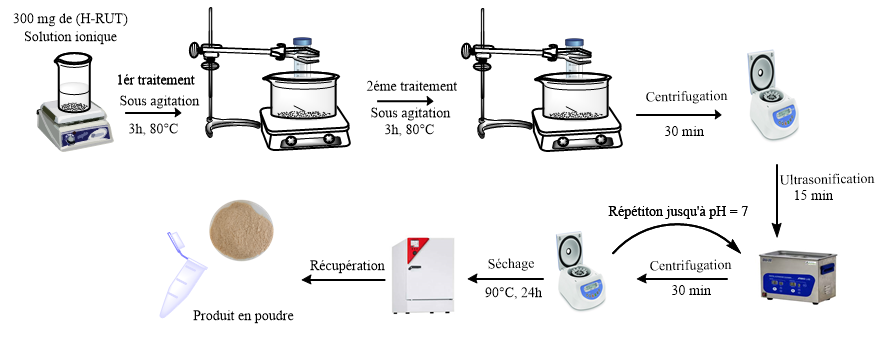 300 mg de (H-RUT)
Solution ionique
1ér traitement
Sous agitation
3h, 80°C
2éme traitement
Sous agitation
3h, 80°C
Centrifugation
30 min
Ultrasonification
15 min
Répétiton jusqu'à pH = 7
Centrifugation
30 min
Séchage
90°C, 24h
Récupération
Produit en poudre